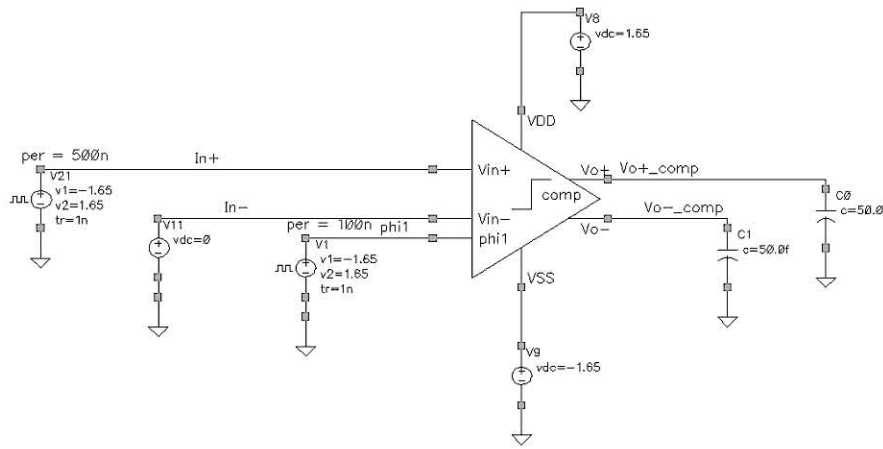 V8
vdc=1.65
VDD
per = 500n
In+
V21
v1=-1.65
v2=1.65
tr=1n
Vin+
Vo+
Vo+_comp
comp
C0
c=50.0
In-
V11
vdc=0
Vin-
Vo-
Vo-_comp
per = 100n
phi1
phi1
V1
v1=-1.65
v2=1.65
tr=1n
C1
c=50.0f
VSS
V9
vdc=-1.65